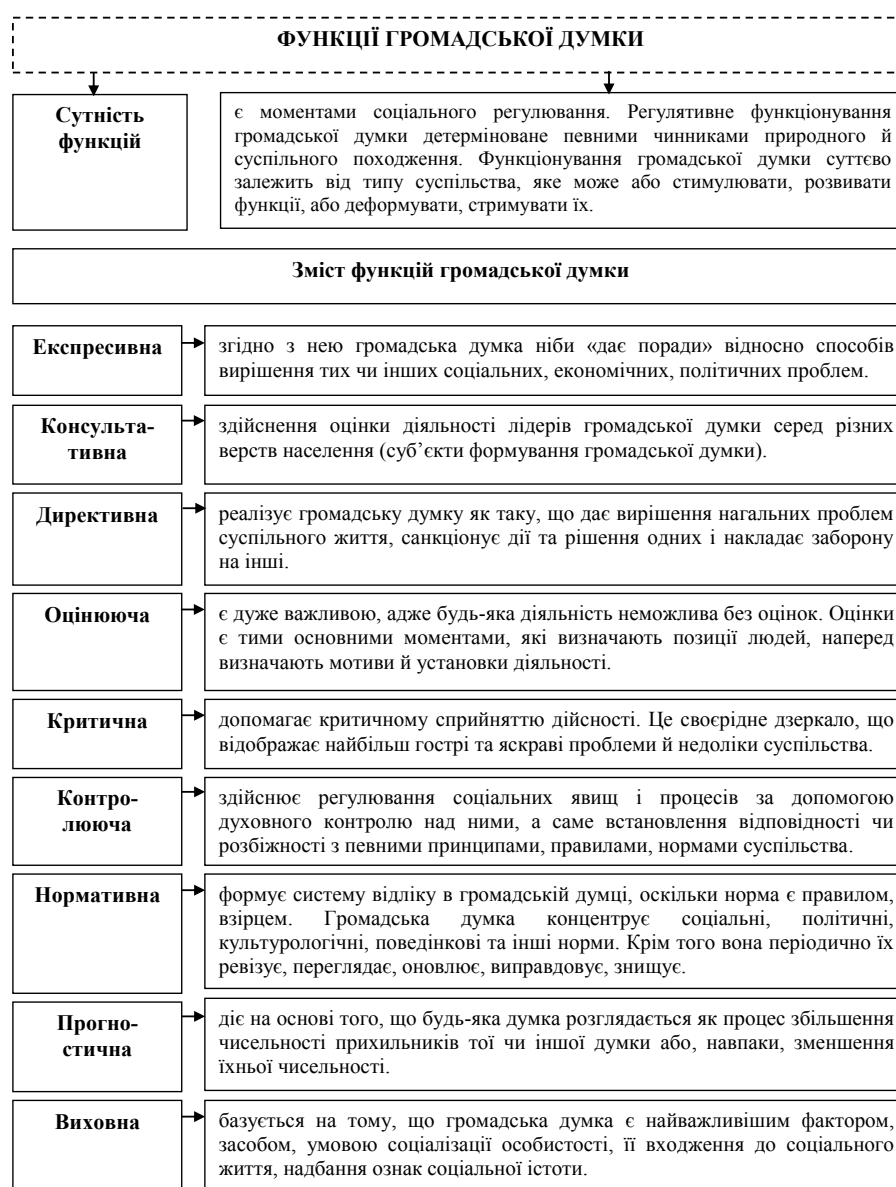 ФУНКЦІЇ ГРОМАДСЬКОЇ ДУМКИ
Сутність
функцій
є моментами соціального регулювання. Регулятивне функціонування
громадської думки детерміноване певними чинниками природного й
суспільного походження. Функціонування громадської думки суттєво
залежить від типу суспільства, яке може або стимулювати, розвивати
функції, або деформувати, стримувати їх.
Зміст функцій громадської думки
Експресивна
згідно з нею громадська думка ніби «дає поради» відносно способів
вирішення тих чи інших соціальних, економічних, політичних проблем.
Консульта-
тивна
здійснення оцінки діяльності лідерів громадської думки серед різних
верств населення (суб’єкти формування громадської думки).
Директивна
реалізує громадську думку як таку, що дає вирішення нагальних проблем
суспільного життя, санкціонує дії та рішення одних і накладає заборону
на інші.
Оцінююча
є дуже важливою, адже будь-яка діяльність неможлива без оцінок. Оцінки
є тими основними моментами, які визначають позиції людей, наперед
визначають мотиви й установки діяльності.
Критична
допомагає критичному сприйняттю дійсності. Це своєрідне дзеркало, що
відображає найбільш гострі та яскраві проблеми й недоліки суспільства.
Контро-
лююча
здійснює регулювання соціальних явищ і процесів за допомогою
духовного контролю над ними, а саме встановлення відповідності чи
розбіжності з певними принципами, правилами, нормами суспільства.
Нормативна
формує систему відліку в громадській думці, оскільки норма є правилом,
взірцем. Громадська думка концентрує соціальні, політичні,
культурологічні, поведінкові та інші норми. Крім того вона періодично їх
ревізує, переглядає, оновлює, виправдовує, знищує.
Прогно-
стична
діє на основі того, що будь-яка думка розглядається як процес збільшення
чисельності прихильників тої чи іншої думки або, навпаки, зменшення
їхньої чисельності.
Виховна
базується на тому, що громадська думка є найважливішим фактором,
засобом, умовою соціалізації особистості, її входження до соціального
життя, надбання ознак соціальної істоти.